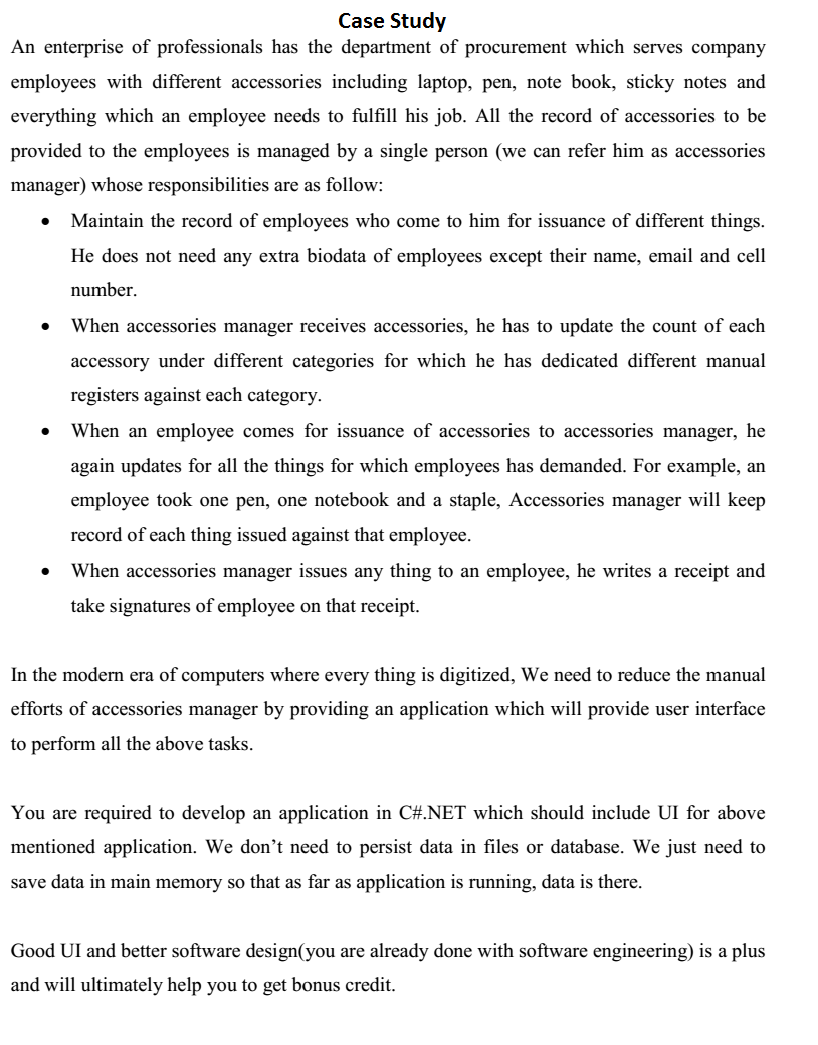 Case Study
An enterprise of professionals has the department of procurement which serves company
employees with different accessories including laptop, pen, note book, sticky notes and
everything which an employee needs to fulfill his job. All the record of accessories to be
provided to the employees is managed by a single person (we can refer him as accessories
manager) whose responsibilities are as follow:
• Maintain the record of employees who come to him for issuance of different things.
He does not need any extra biodata of employees except their name, email and cell
number.
• When accessories manager receives accessories, he has to update the count of each
accessory under different categories for which he has dedicated different manual
registers against each category.
• When an employee comes for issuance of accessories to accessories manager, he
again updates for all the things for which employees has demanded. For example, an
employee took one pen, one notebook and a staple, Accessories manager will keep
record of each thing issued against that employee.
• When accessories manager issues any thing to an employee, he writes a receipt and
take signatures of employee on that receipt.
In the modern era of computers where every thing is digitized, We need to reduce the manual
efforts of accessories manager by providing an application which will provide user interface
to perform all the above tasks.
You are required to develop an application in C#.NET which should include UI for above
mentioned application. We don’t need to persist data in files or database. We just need to
save data in main memory so that as far as application is running, data is there.
Good UI and better software design(you are already done with software engineering) is a plus
and will ultimately help you to get bonus credit.